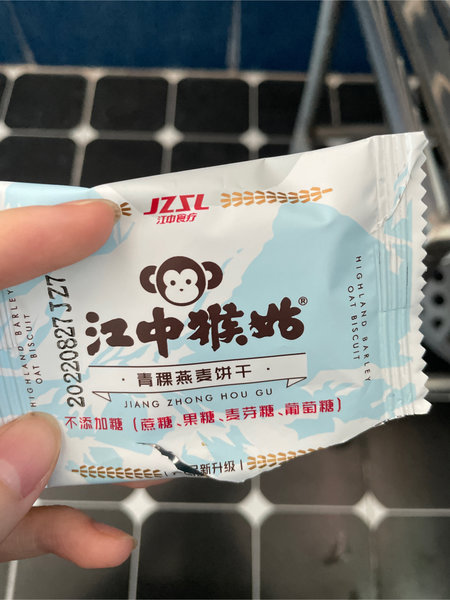 JZSL
江中食疗
江中猴姑®
青稞燕麦饼干
JIANG ZHONG HOU GU
不添加糖（蔗糖、果糖、麦芽糖、葡萄糖）
新升级
20220827JZ7
HIGHLAND BARLEY
OAT BISCUIT
HIGHLAND BARLEY
OAT BISCUIT